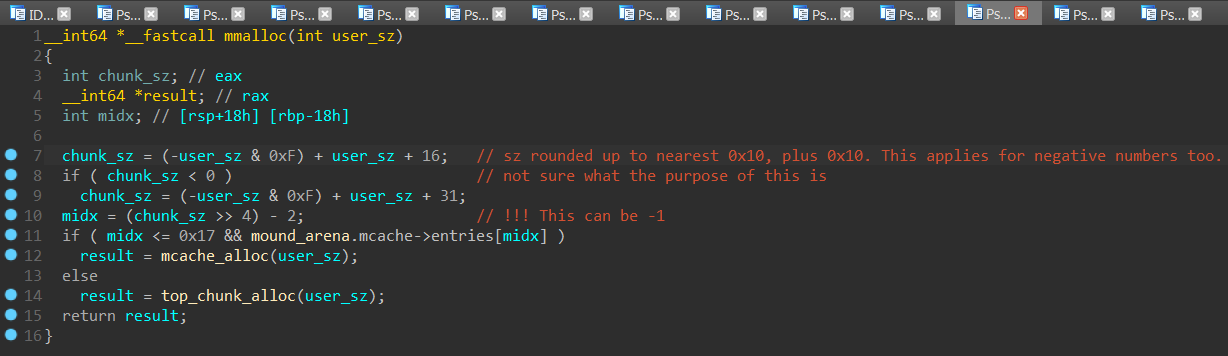 ID... Ps... Ps... Ps... Ps... Ps... Ps... Ps... Ps... Ps... Ps... Ps... Ps... Ps...
1 __int64 *__fastcall mmalloc(int user_sz)
2 {
3 int chunk_sz; // eax
4 __int64 *result; // rax
5 int midx; // [rsp+18h] [rbp-18h]
6
7 chunk_sz = (-user_sz & 0xF) + user_sz + 16; // sz rounded up to nearest 0x10, plus 0x10. This applies for negative numbers too.
8 if ( chunk_sz < 0 ) // not sure what the purpose of this is
9 chunk_sz = (-user_sz & 0xF) + user_sz + 31;
10 midx = (chunk_sz >> 4) - 2; // !!! This can be -1
11 if ( midx <= 0x17 && mound_arena.mcache->entries[midx] )
12 result = mcache_alloc(user_sz);
13 else
14 result = top_chunk_alloc(user_sz);
15 return result;
16 }